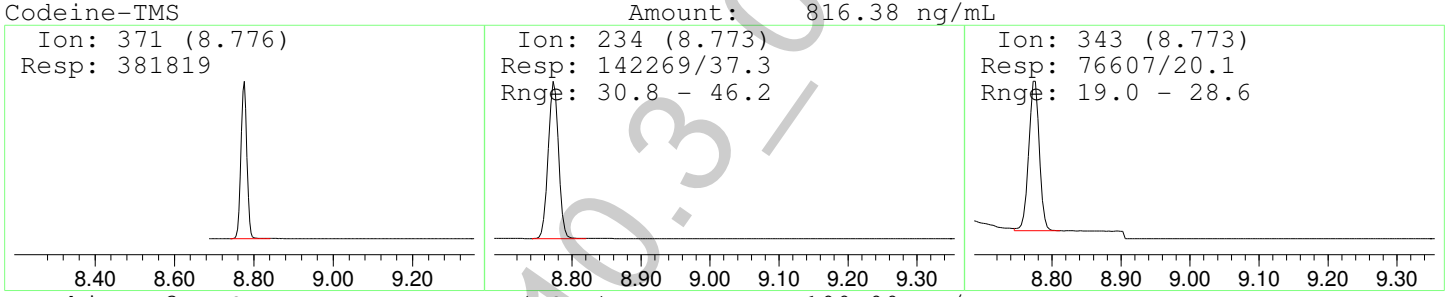 Codeine-TMS Amount: 816.38 ng/mL
Ion: 371 (8.776) Ion: 234 (8.773) Ion: 343 (8.773)
Resp: 381819 Resp: 142269/37.3 Resp: 76607/20.1
Rnge: 30.8 - 46.2 Rnge: 19.0 - 28.6
8.40 8.60 8.80 9.00 9.20 8.80 8.90 9.00 9.10 9.20 9.30 8.80 8.90 9.00 9.10 9.20 9.30